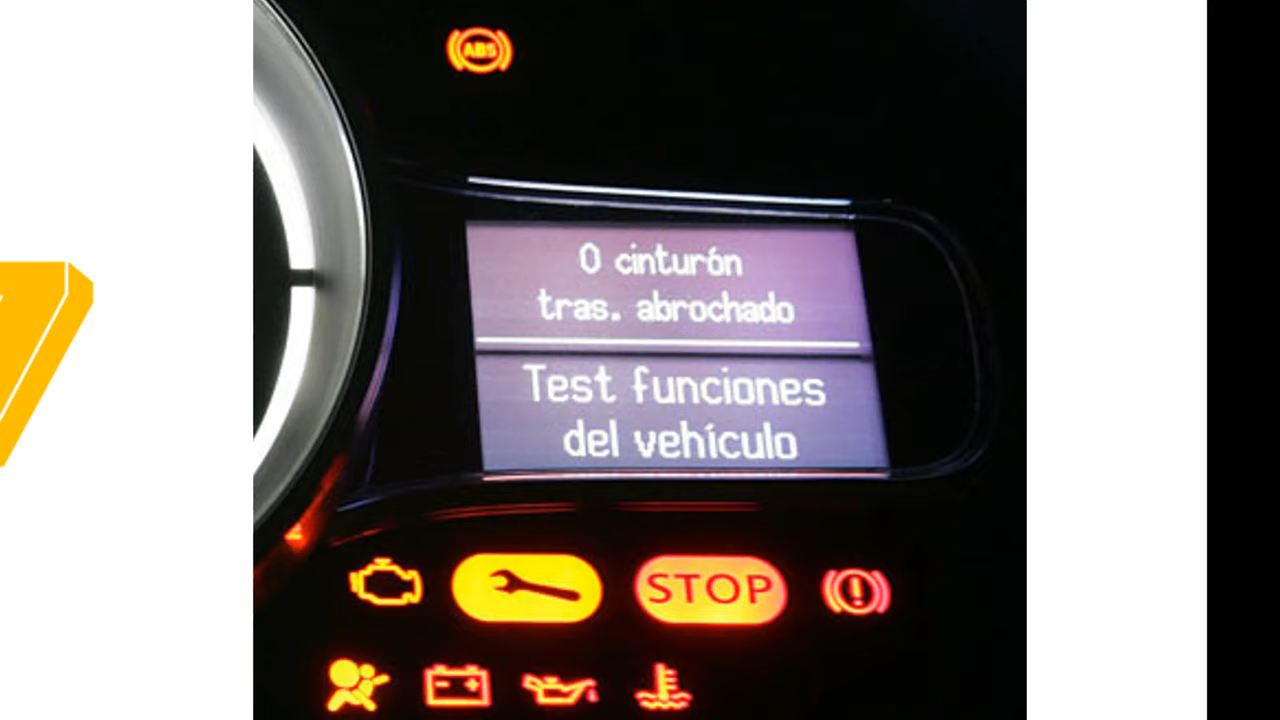 ABS
0 cinturón
tras. abrochado
Test funciones
del vehículo
STOP